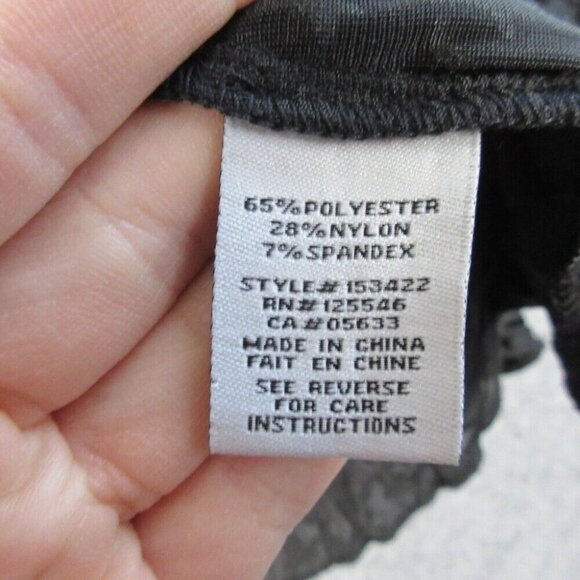 65%POLYESTER
28%NYLON
7%SPANDEX
STYLE# 153422
RN#125546
CA#05633
MADE IN CHINA
FAIT EN CHINE
SEE REVERSE
FOR CARE
INSTRUCTIONS